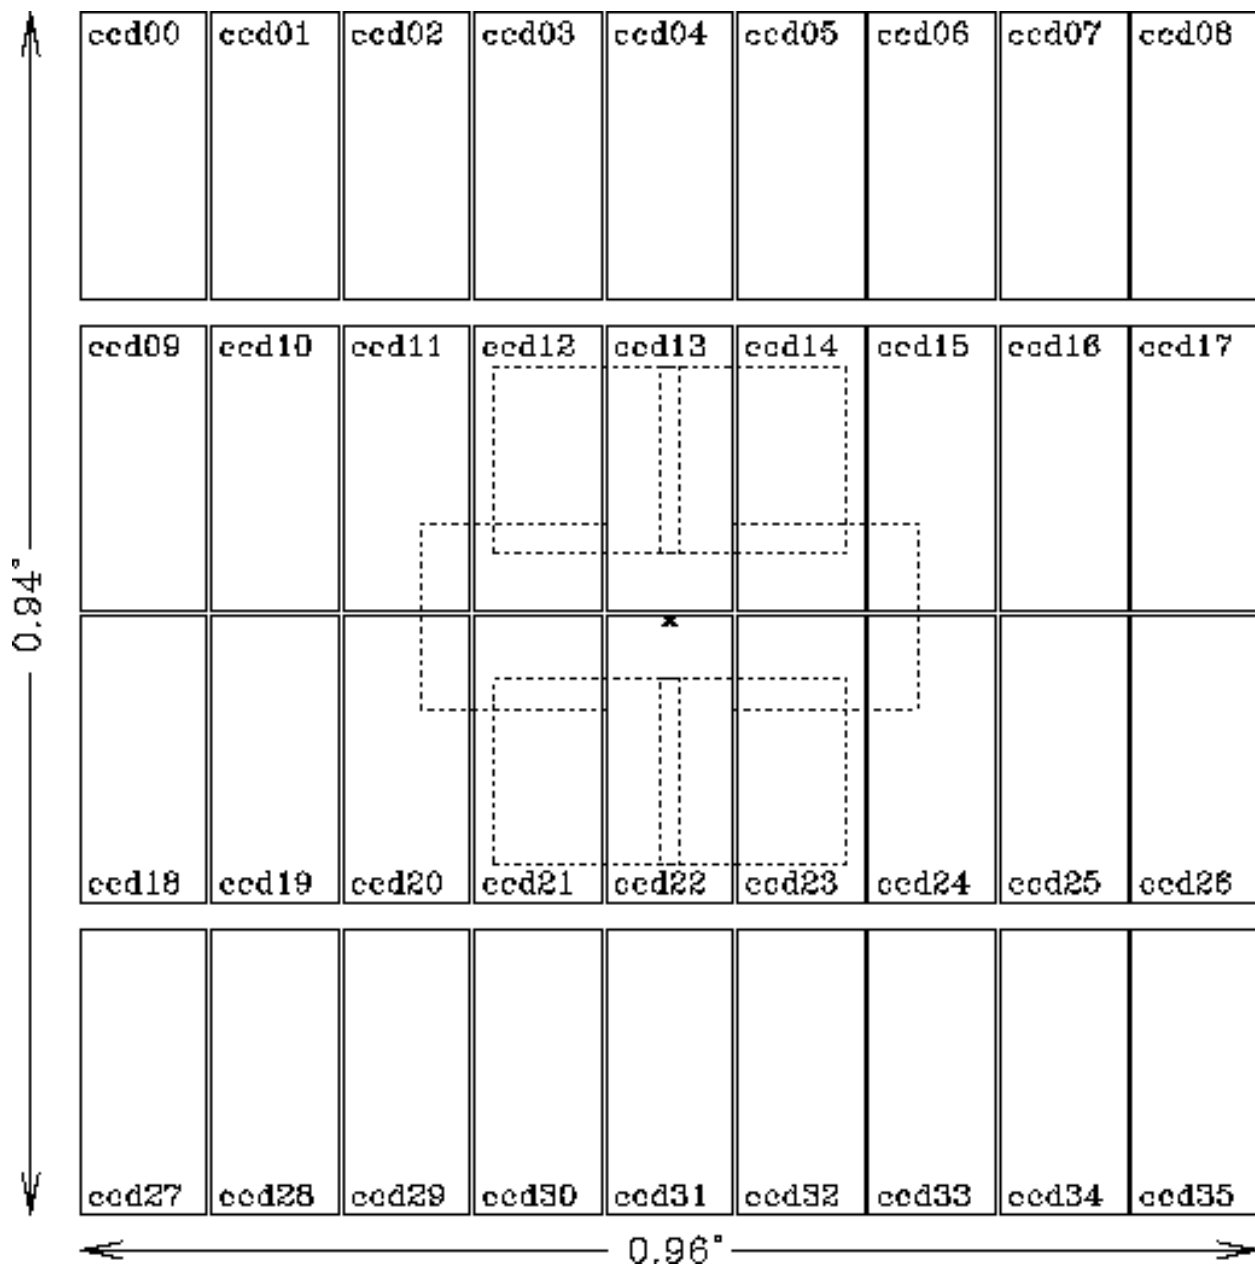 ccd00 ccd01 ccd02 ccd03 ccd04 ccd05 ccd06 ccd07 ccd08
ccd09 ccd10 ccd11 ccd12 ccd13 ccd14 ccd15 ccd16 ccd17
0.94°
x
ccd18 ccd19 ccd20 ccd21 ccd22 ccd23 ccd24 ccd25 ccd26
ccd27 ccd28 ccd29 ccd30 ccd31 ccd32 ccd33 ccd34 ccd35
0.96°